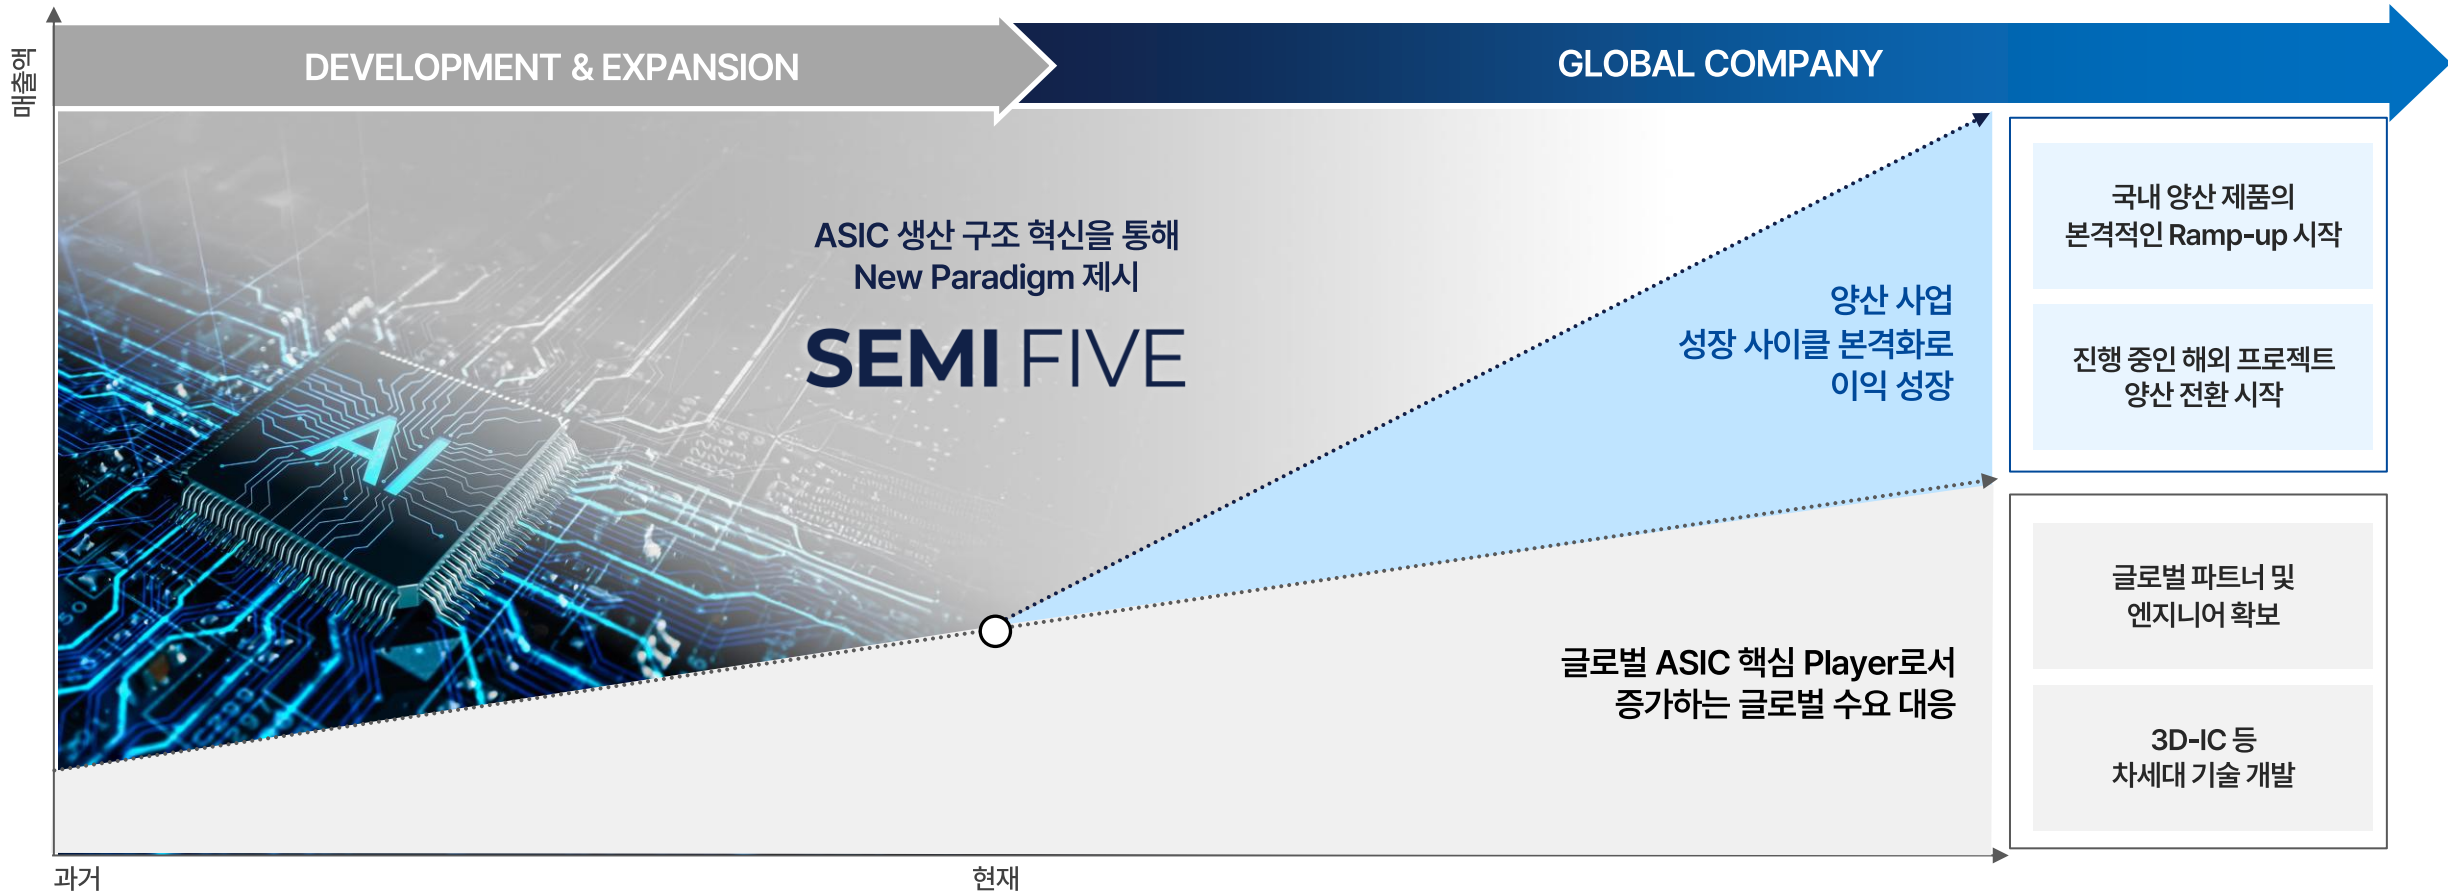 매출액
DEVELOPMENT & EXPANSION
GLOBAL COMPANY
ASIC 생산 구조 혁신을 통해
New Paradigm 제시
SEMI FIVE
AI
양산 사업
성장 사이클 본격화로
이익 성장
국내 양산 제품의
본격적인 Ramp-up 시작
진행 중인 해외 프로젝트
양산 전환 시작
글로벌 ASIC 핵심 Player로서
증가하는 글로벌 수요 대응
글로벌 파트너 및
엔지니어 확보
3D-IC 등
차세대 기술 개발
과거
현재